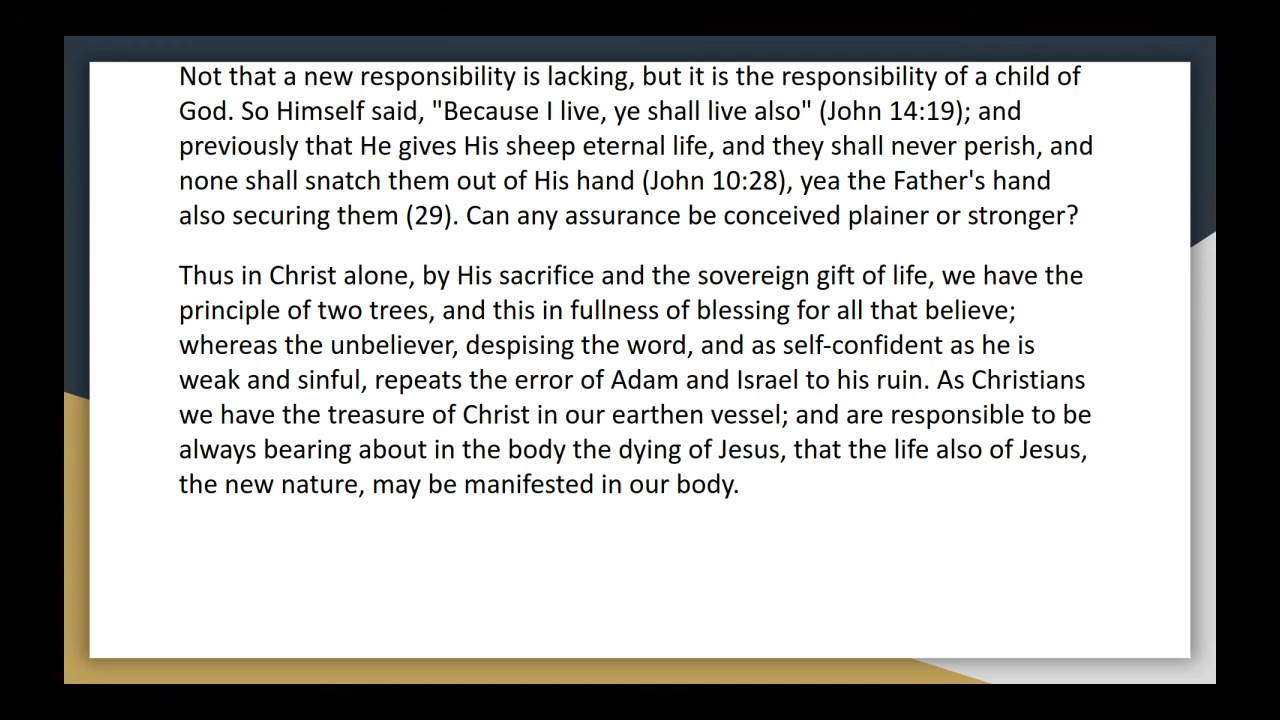 Not that a new responsibility is lacking, but it is the responsibility of a child of
God. So Himself said, "Because I live, ye shall live also" (John 14:19); and
previously that He gives His sheep eternal life, and they shall never perish, and
none shall snatch them out of His hand (John 10:28), yea the Father's hand
also securing them (29). Can any assurance be conceived plainer or stronger?
Thus in Christ alone, by His sacrifice and the sovereign gift of life, we have the
principle of two trees, and this in fullness of blessing for all that believe;
whereas the unbeliever, despising the word, and as self-confident as he is
weak and sinful, repeats the error of Adam and Israel to his ruin. As Christians
we have the treasure of Christ in our earthen vessel; and are responsible to be
always bearing about in the body the dying of Jesus, that the life also of Jesus,
the new nature, may be manifested in our body.